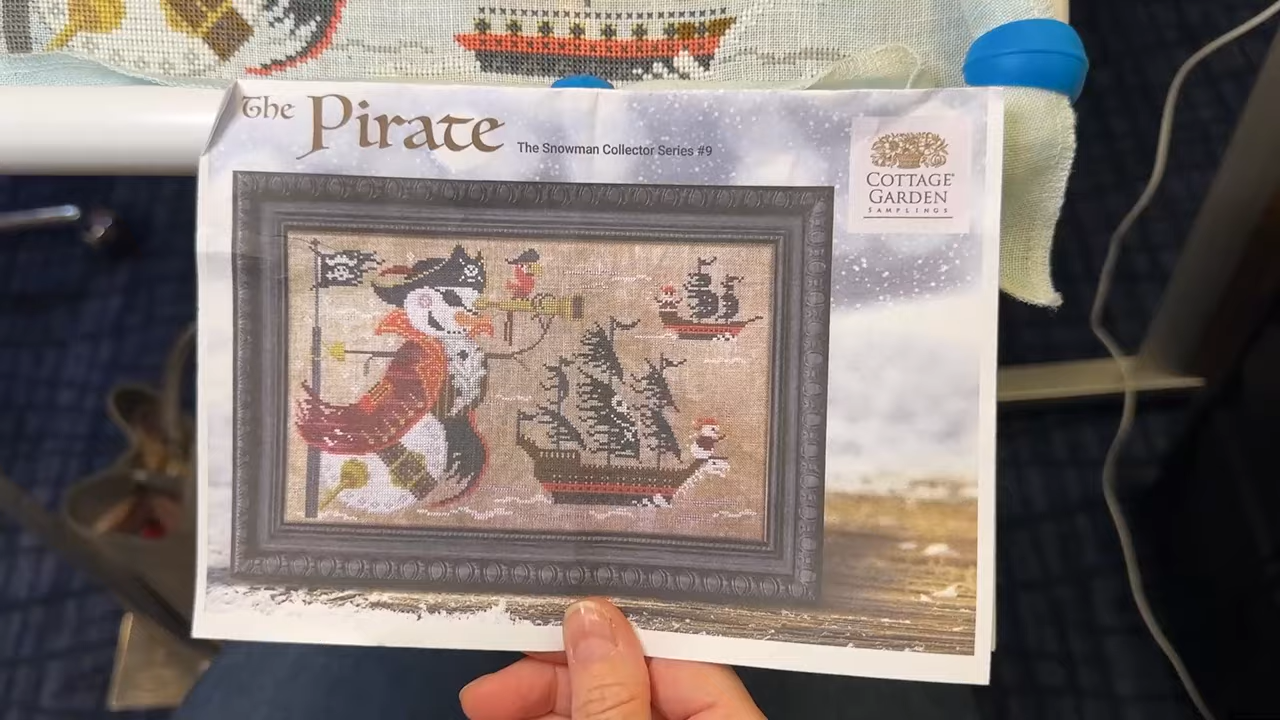 The Pirate
The Snowman Collector Series #9
COTTAGE®
GARDEN
SAMPLINGS